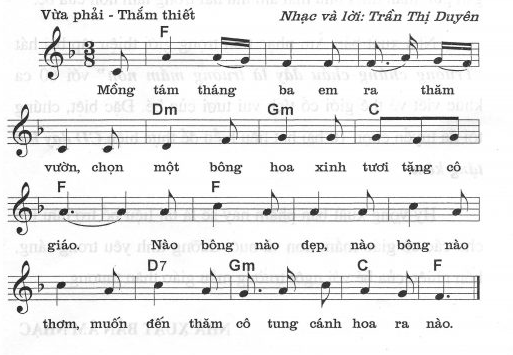 Vừa phải - Thắm thiết Nhạc và lời: Trần Thị Duyên
3 8 F F
Mồng tám tháng ba em ra thăm
Dm Gm C
vườn, chọn một bông hoa xinh tươi tặng cô
F F
giáo. Nào bông nào đẹp, nào bông nào
D7 Gm C F
thơm, muốn đến thăm cô tung cánh hoa ra nào.